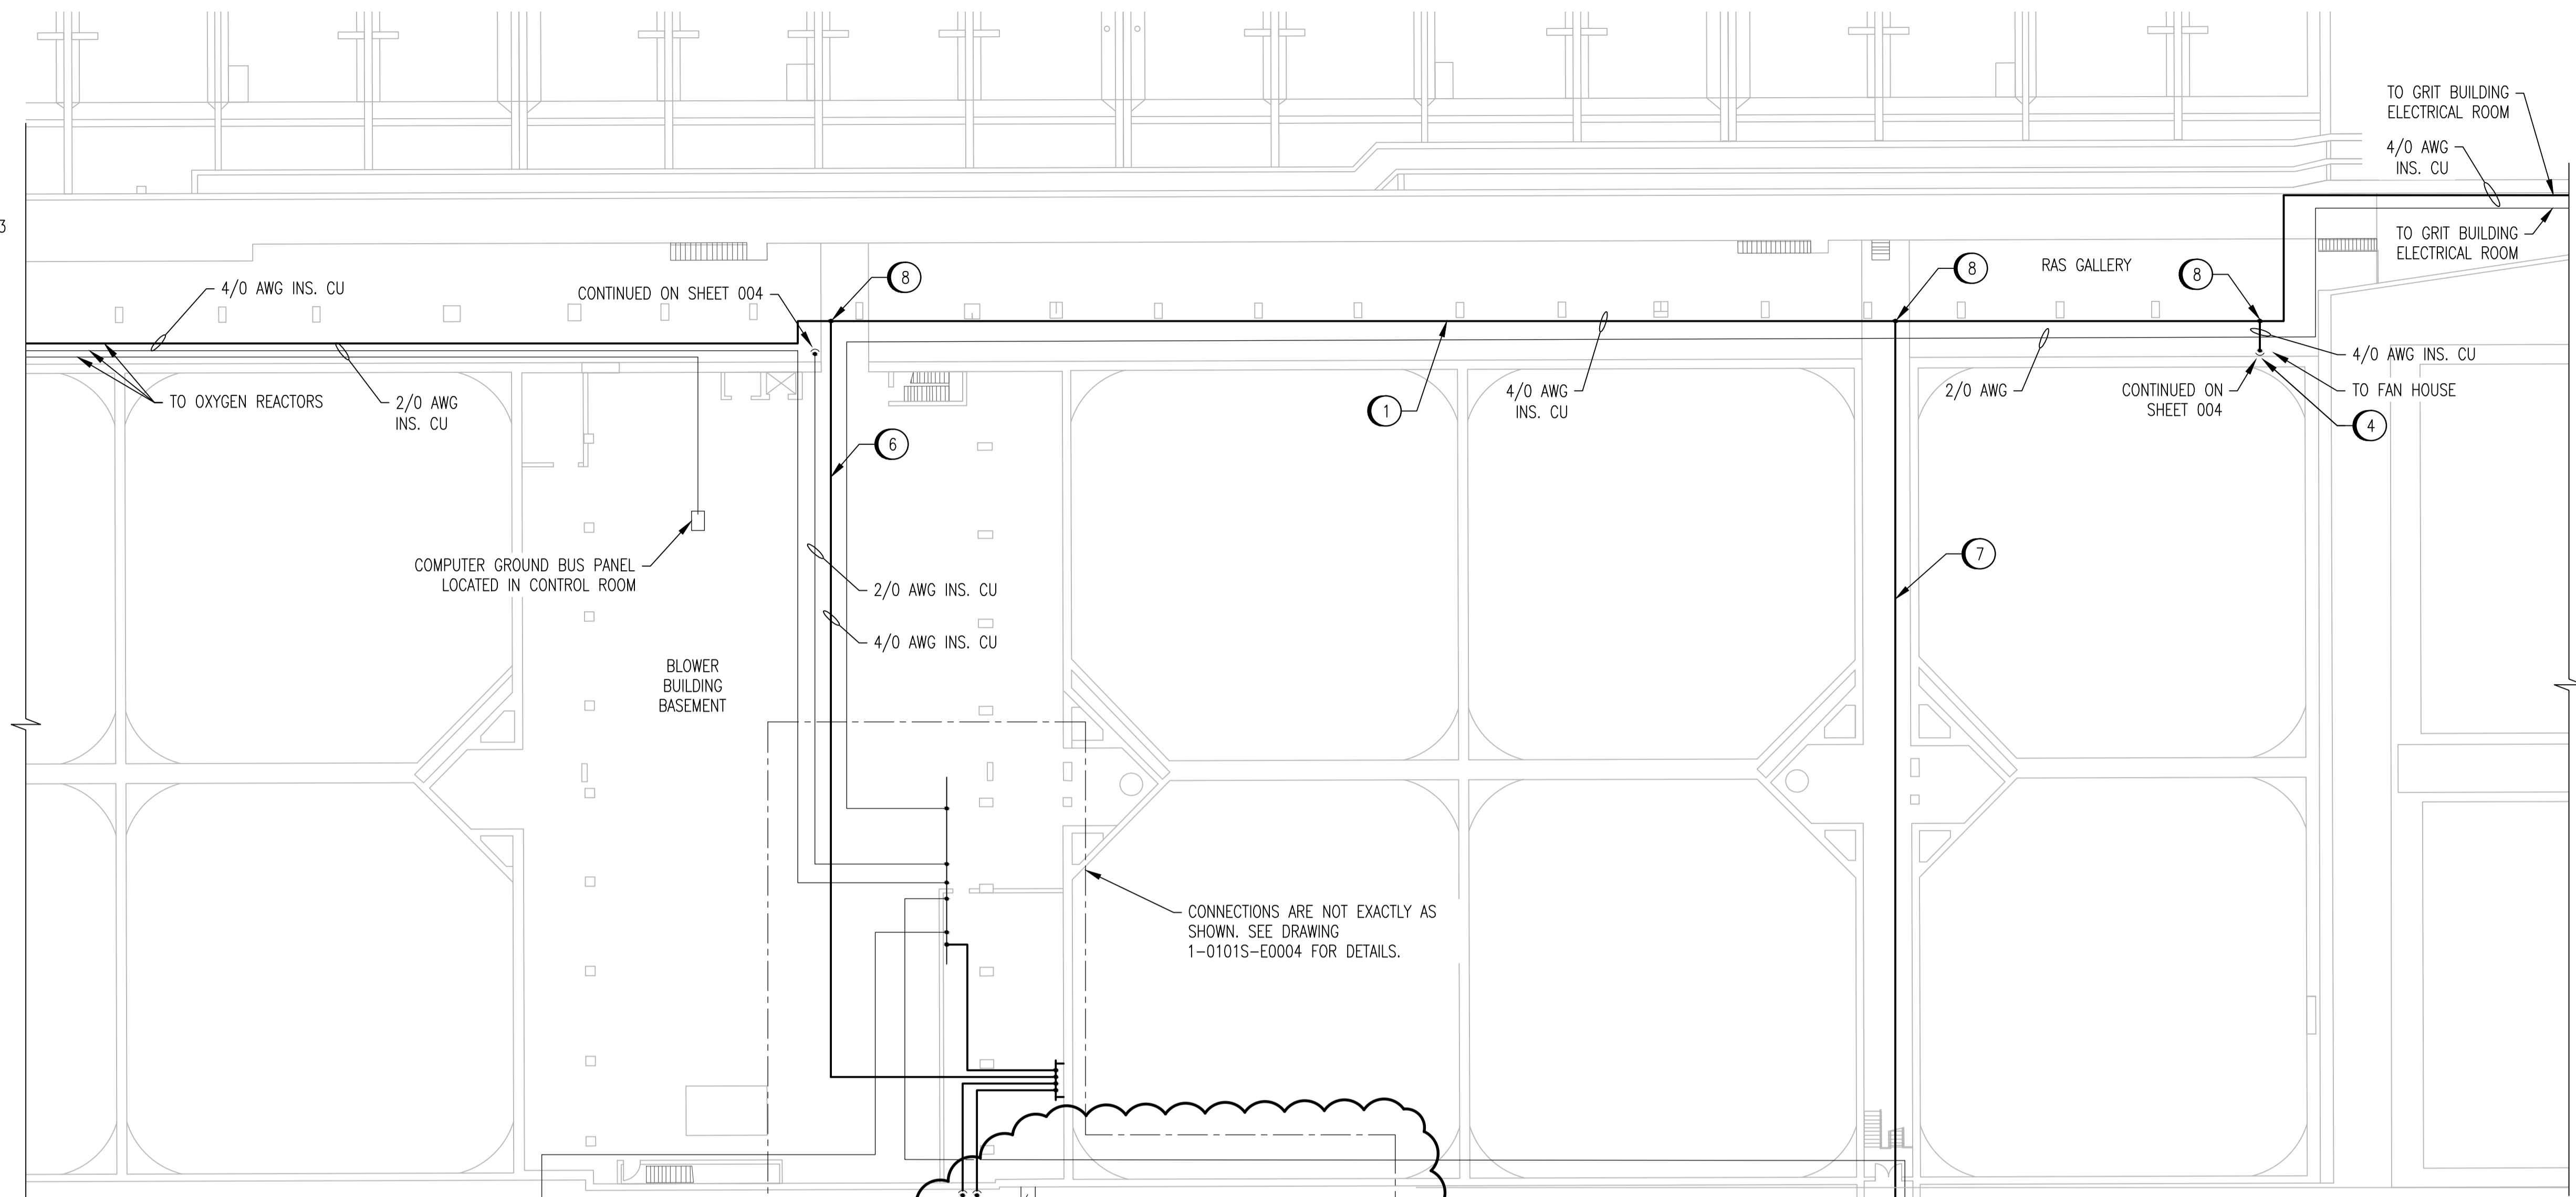 TO GRIT BUILDING
ELECTRICAL ROOM
4/0 AWG
INS. CU
3
TO GRIT BUILDING
ELECTRICAL ROOM
4/0 AWG INS. CU
CONTINUED ON SHEET 004
8
8
RAS GALLERY
8
TO OXYGEN REACTORS
2/0 AWG
INS. CU
1
4/0 AWG
INS. CU
2/0 AWG
CONTINUED ON
SHEET 004
4/0 AWG INS. CU
TO FAN HOUSE
4
6
COMPUTER GROUND BUS PANEL
LOCATED IN CONTROL ROOM
7
2/0 AWG INS. CU
4/0 AWG INS. CU
BLOWER
BUILDING
BASEMENT
CONNECTIONS ARE NOT EXACTLY AS
SHOWN. SEE DRAWING
1-0101S-E0004 FOR DETAILS.